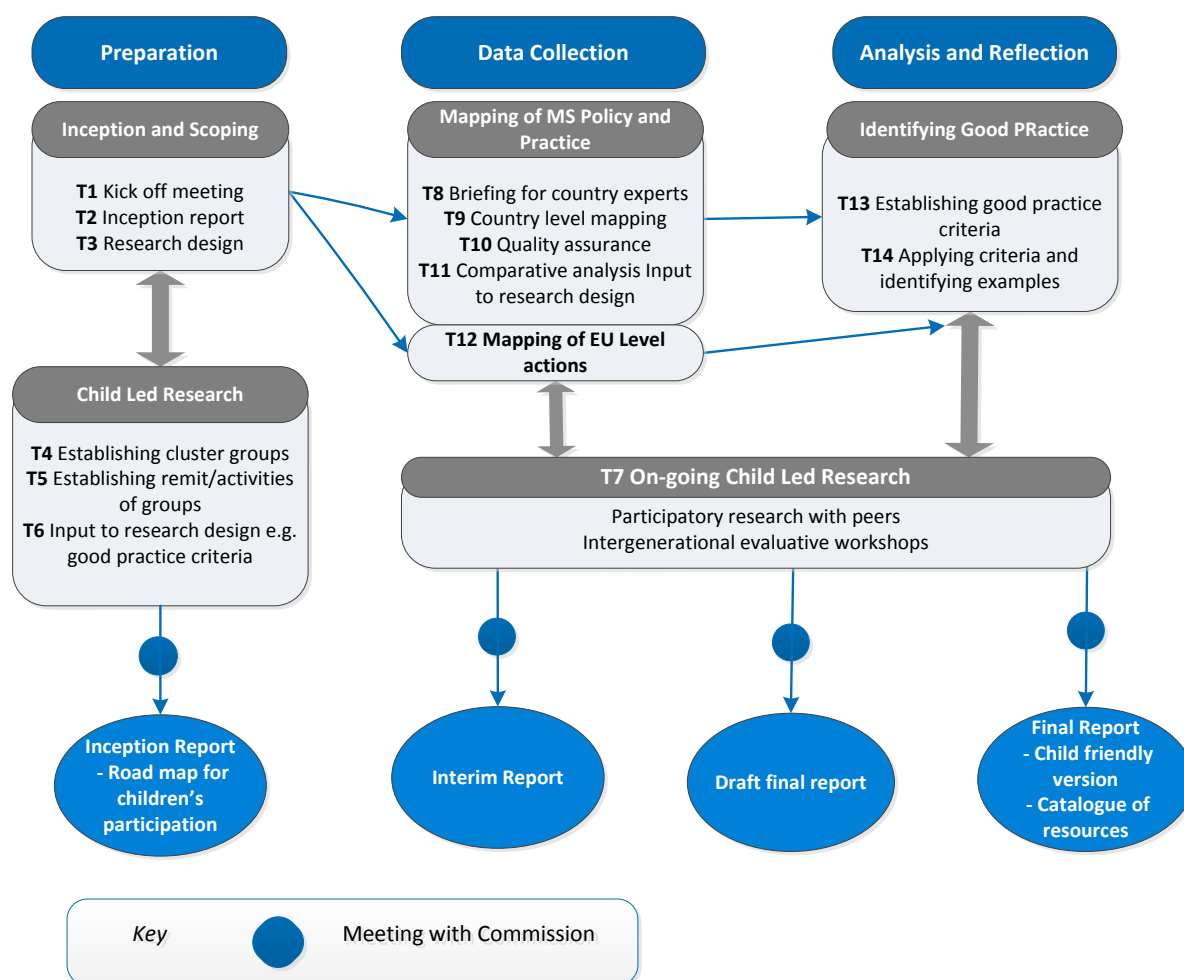 Preparation
Data Collection
Analysis and Reflection
Inception and Scoping
T1 Kick off meeting
T2 Inception report
T3 Research design
Mapping of MS Policy and
Practice
T8 Briefing for country experts
T9 Country level mapping
T10 Quality assurance
T11 Comparative analysis Input
to research design
T12 Mapping of EU Level
actions
Identifying Good PRactice
T13 Establishing good practice
criteria
T14 Applying criteria and
identifying examples
Child Led Research
T4 Establishing cluster groups
T5 Establishing remit/activities
of groups
T6 Input to research design e.g.
good practice criteria
T7 On-going Child Led Research
Participatory research with peers
Intergenerational evaluative workshops
Inception Report
- Road map for
children’s
participation
Interim Report
Draft final report
Final Report
- Child friendly
version
- Catalogue of
resources
Key
Meeting with Commission